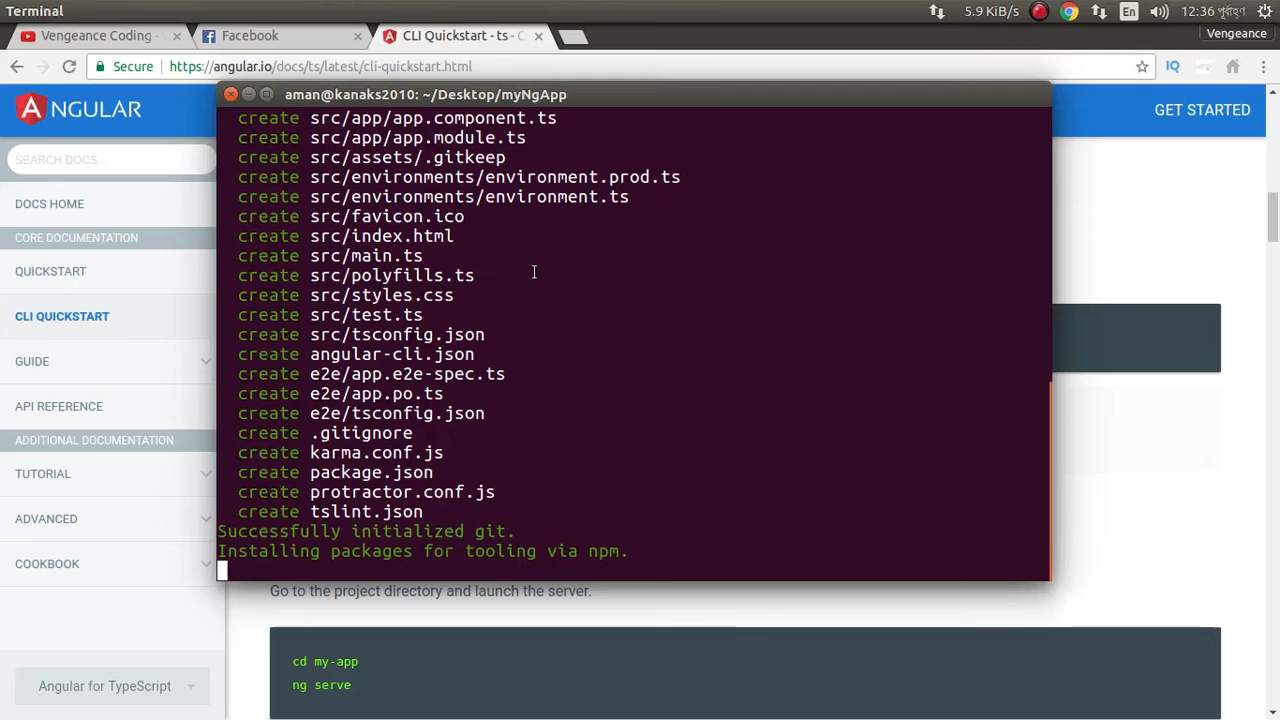 Terminal
5.9 KiB/s
En
12:36 পূর্বাহ্ণ
Vengeance Coding -
Facebook
CLI Quickstart - ts - C
Vengeance
Secure
https://angular.io/docs/ts/latest/cli-quickstart.html
IQ
ANGULAR
GET STARTED
SEARCH DOCS...
DOCS HOME
CORE DOCUMENTATION
QUICKSTART
CLI QUICKSTART
GUIDE
API REFERENCE
ADDITIONAL DOCUMENTATION
TUTORIAL
ADVANCED
COOKBOOK
Angular for TypeScript
aman@kanaks2010: ~/Desktop/myNgApp
create src/app/app.component.ts
create src/app/app.module.ts
create src/assets/.gitkeep
create src/environments/environment.prod.ts
create src/environments/environment.ts
create src/favicon.ico
create src/index.html
create src/main.ts
create src/polyfills.ts
create src/styles.css
create src/test.ts
create src/tsconfig.json
create angular-cli.json
create e2e/app.e2e-spec.ts
create e2e/app.po.ts
create e2e/tsconfig.json
create .gitignore
create karma.conf.js
create package.json
create protractor.conf.js
create tslint.json
Successfully initialized git.
Installing packages for tooling via npm.
Go to the project directory and launch the server.
cd my-app
ng serve